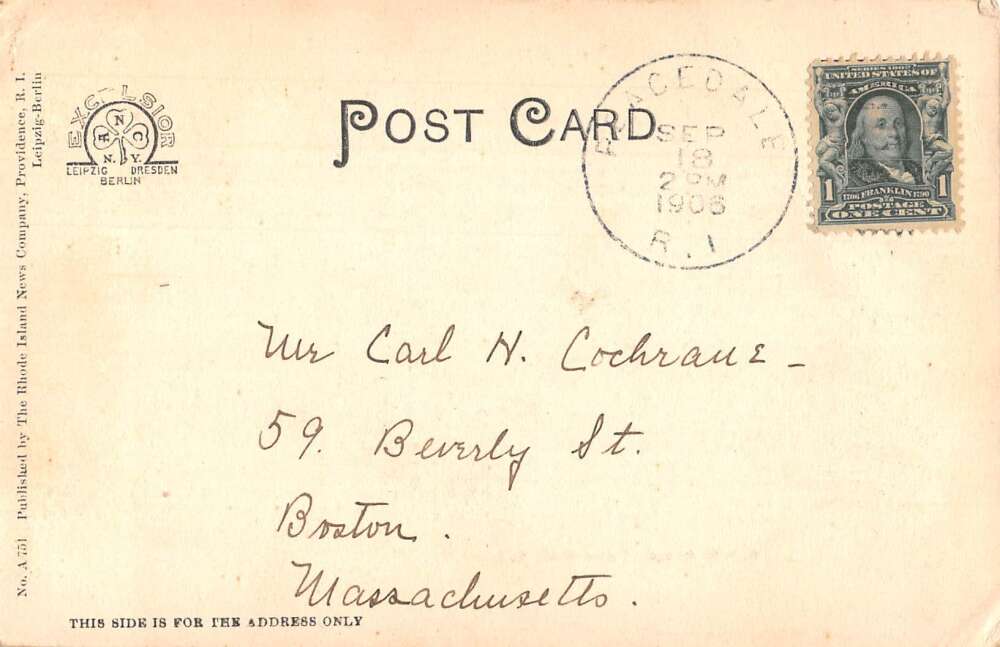 POST CARD
EXCELSIOR
A N C
N. Y.
LEIPZIG DRESDEN
BERLIN
No. A 751 Published by The Rhode Island News Company, Providence, R. I.
Leipzig-Berlin
PEACEDALE
SEP
18
2 PM
1906
R. I
SERIES 1902
UNITED STATES OF
AMERICA
1 1
1706 FRANKLIN 1790
POSTAGE
ONE CENT
Mr Carl H. Cochrane -
59. Beverly St.
Boston.
Massachusetts.
THIS SIDE IS FOR THE ADDRESS ONLY